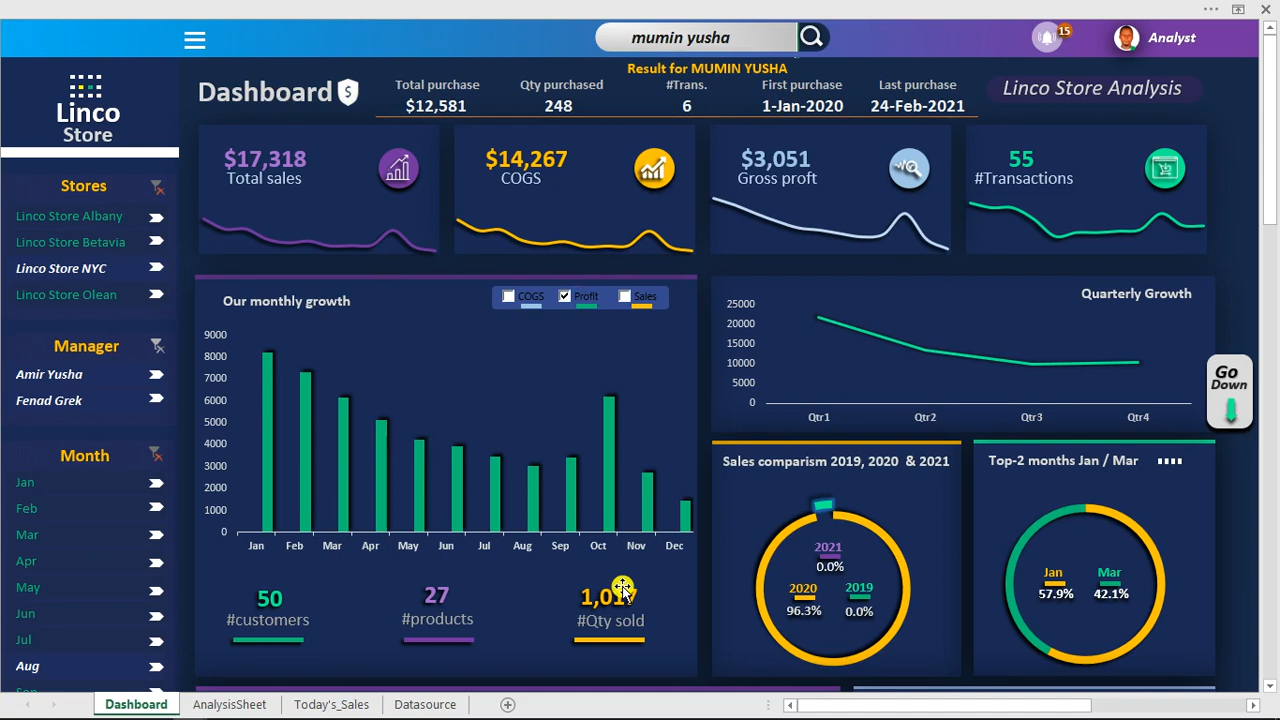 mumin yusha
15
Analyst
Linco
Store
Result for MUMIN YUSHA
Dashboard
$
Total purchase
$12,581
Qty purchased
248
#Trans.
6
First purchase
1-Jan-2020
Last purchase
24-Feb-2021
Linco Store Analysis
$17,318
Total sales
$14,267
COGS
$3,051
Gross proft
55
#Transactions
Stores
Linco Store Albany
Linco Store Betavia
Linco Store NYC
Linco Store Olean
Manager
Amir Yusha
Fenad Grek
Month
Jan
Feb
Mar
Apr
May
Jun
Jul
Aug
Our monthly growth
COGS
Profit
Sales
9000
8000
7000
6000
5000
4000
3000
2000
1000
0
Jan Feb Mar Apr May Jun Jul Aug Sep Oct Nov Dec
50
#customers
27
#products
#Qty sold
Quarterly Growth
25000
20000
15000
10000
5000
0
Qtr1 Qtr2 Qtr3 Qtr4
Go
Down
Sales comparism 2019, 2020 & 2021
2021
0.0%
2020
96.3%
2019
0.0%
Top-2 months Jan / Mar
Jan
57.9%
Mar
42.1%
Dashboard AnalysisSheet Today's_Sales Datasource